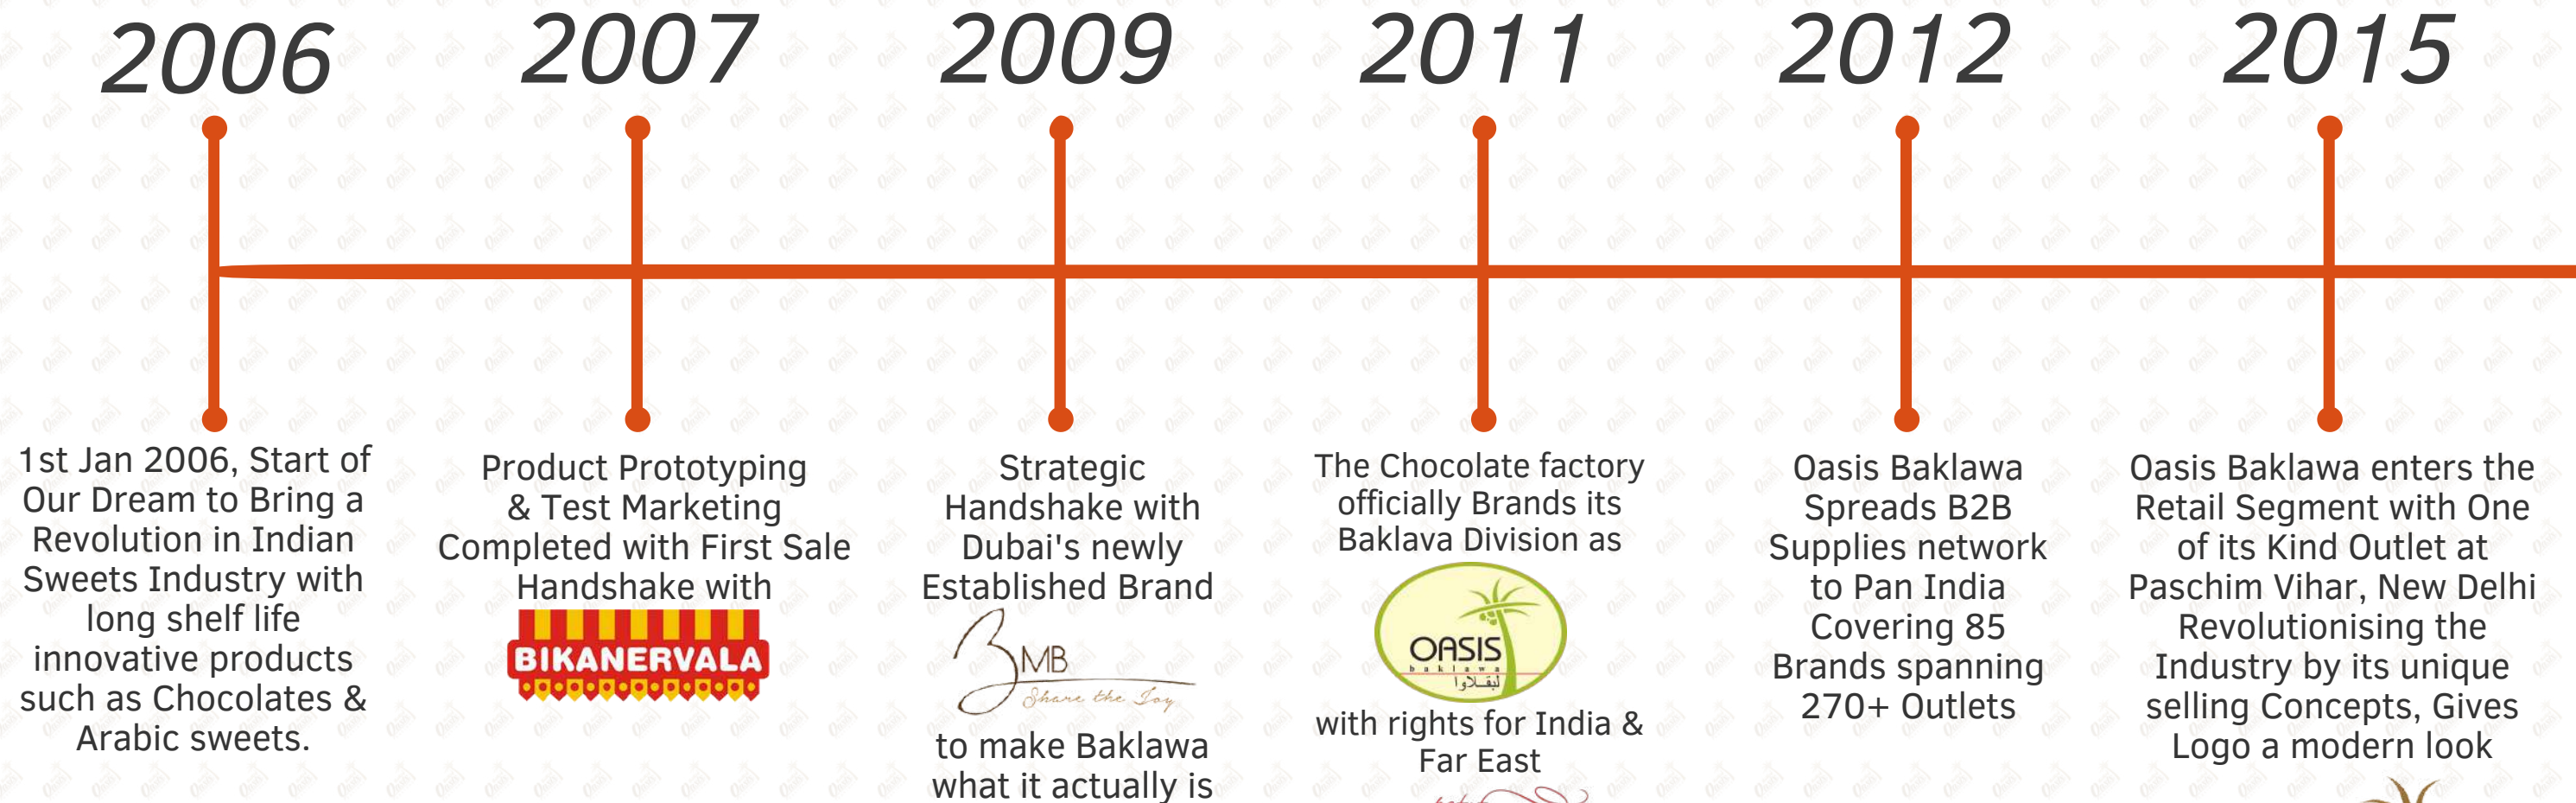 2006
1st Jan 2006, Start of
Our Dream to Bring a
Revolution in Indian
Sweets Industry with
long shelf life
innovative products
such as Chocolates &
Arabic sweets.
2007
Product Prototyping
& Test Marketing
Completed with First Sale
Handshake with
BIKANERVALA
2009
Strategic
Handshake with
Dubai's newly
Established Brand
MB
Share the Joy
to make Baklawa
what it actually is
2011
The Chocolate factory
officially Brands its
Baklava Division as
OASIS
baklawa
لبقلاوا
with rights for India &
Far East
2012
Oasis Baklawa
Spreads B2B
Supplies network
to Pan India
Covering 85
Brands spanning
270+ Outlets
2015
Oasis Baklawa enters the
Retail Segment with One
of its Kind Outlet at
Paschim Vihar, New Delhi
Revolutionising the
Industry by its unique
selling Concepts, Gives
Logo a modern look